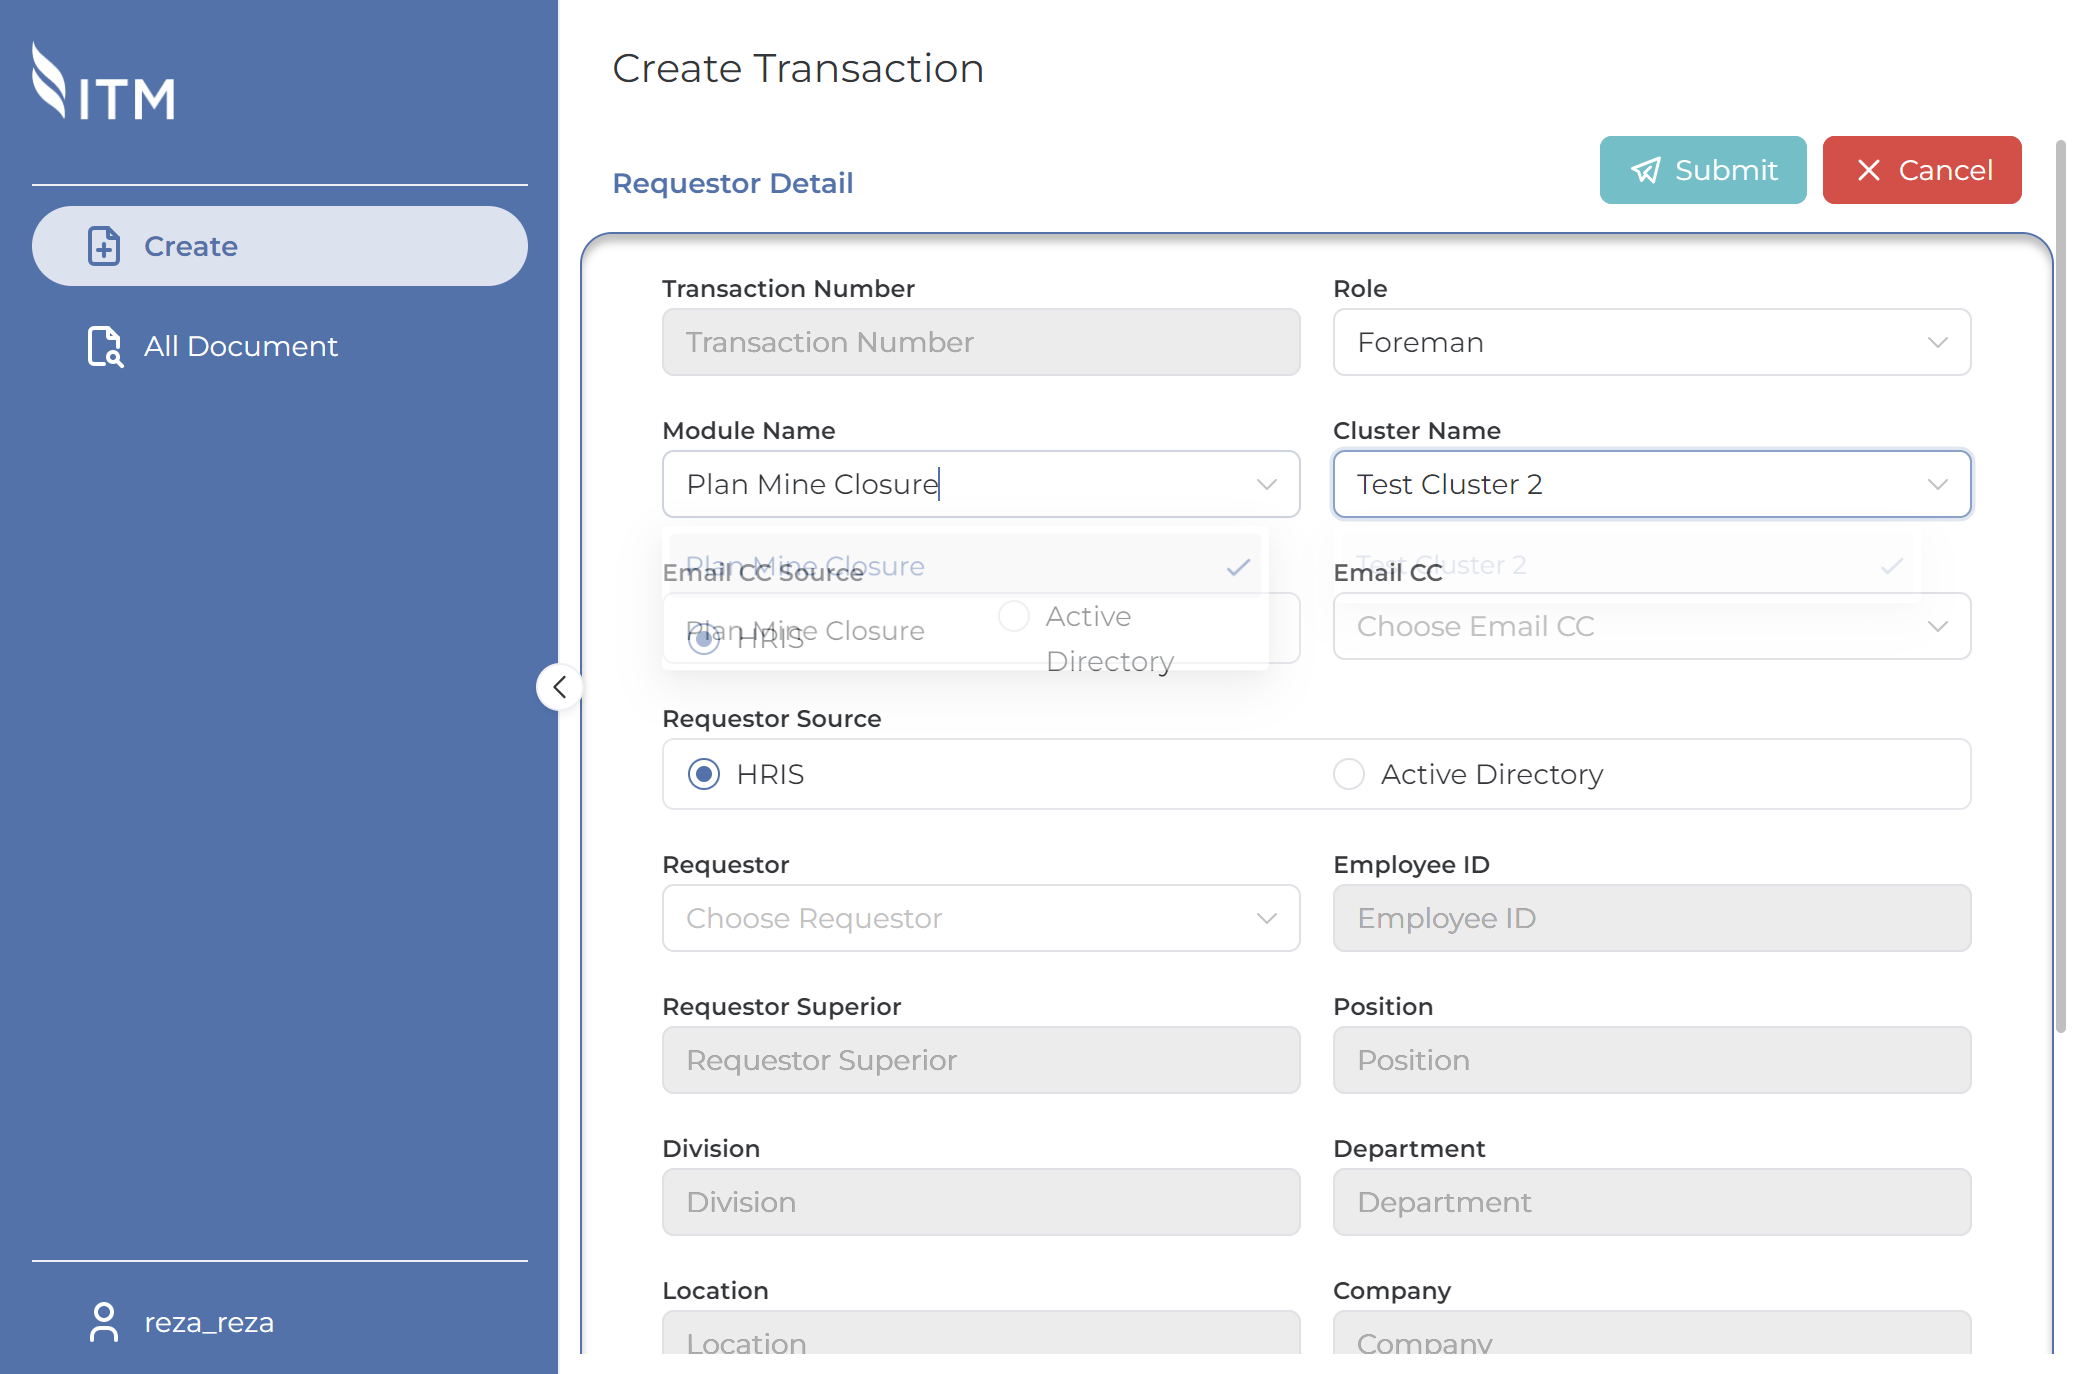 ITM
Create
All Document
reza_reza
Create Transaction
Requestor Detail
Submit
Cancel
Transaction Number
Transaction Number
Role
Foreman
Module Name
Plan Mine Closure
Cluster Name
Test Cluster 2
Plan Mine Closure
Plan Mine Closure
Test Cluster 2
Email CC Source
HRIS
Active
Directory
Email CC
Choose Email CC
Requestor Source
HRIS
Active Directory
Requestor
Choose Requestor
Employee ID
Employee ID
Requestor Superior
Requestor Superior
Position
Position
Division
Division
Department
Department
Location
Location
Company
Company